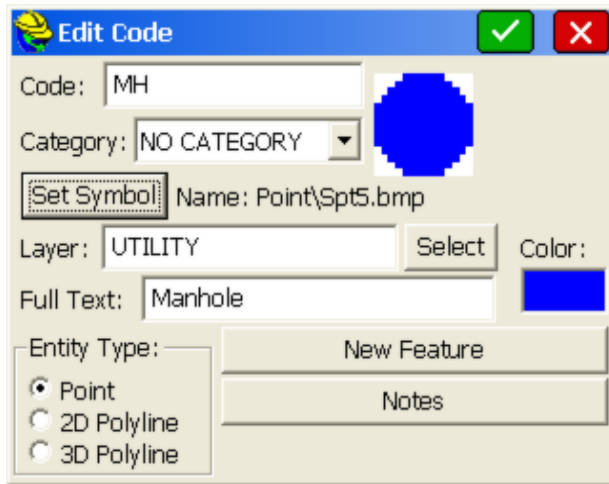 Edit Code
Code: MH
Category: NO CATEGORY
Set Symbol Name: Point\Spt5.bmp
Layer: UTILITY Select Color:
Full Text: Manhole
Entity Type: New Feature
Point Notes
2D Polyline
3D Polyline